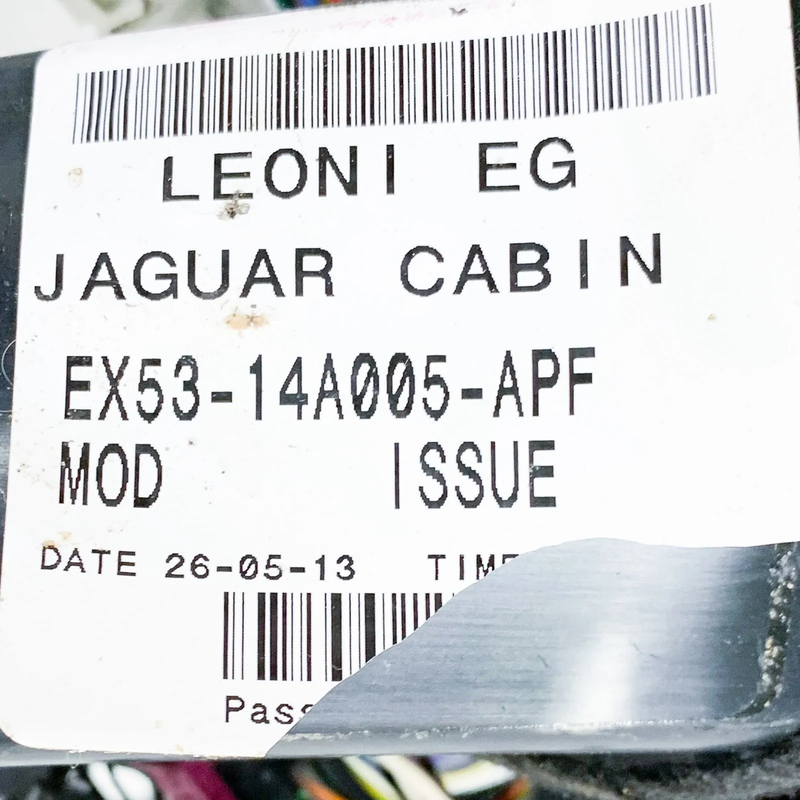 LEONI EG
JAGUAR CABIN
EX53-14A005-APF
MOD ISSUE
DATE 26-05-13